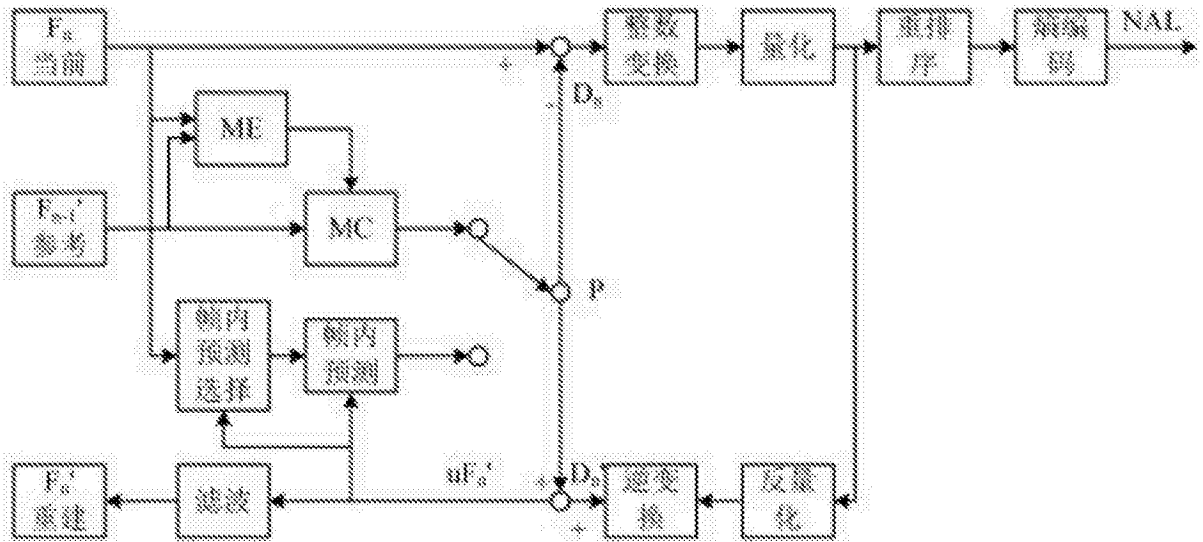 Fn
当前
整数
变换
量化
重排
序
熵编
码
NAL
+
-
Dn
ME
Fn-1'
参考
MC
P
帧内
预测
选择
帧内
预测
Fn'
重建
滤波
uFn'
+
Dn'
+
逆变
换
反量
化